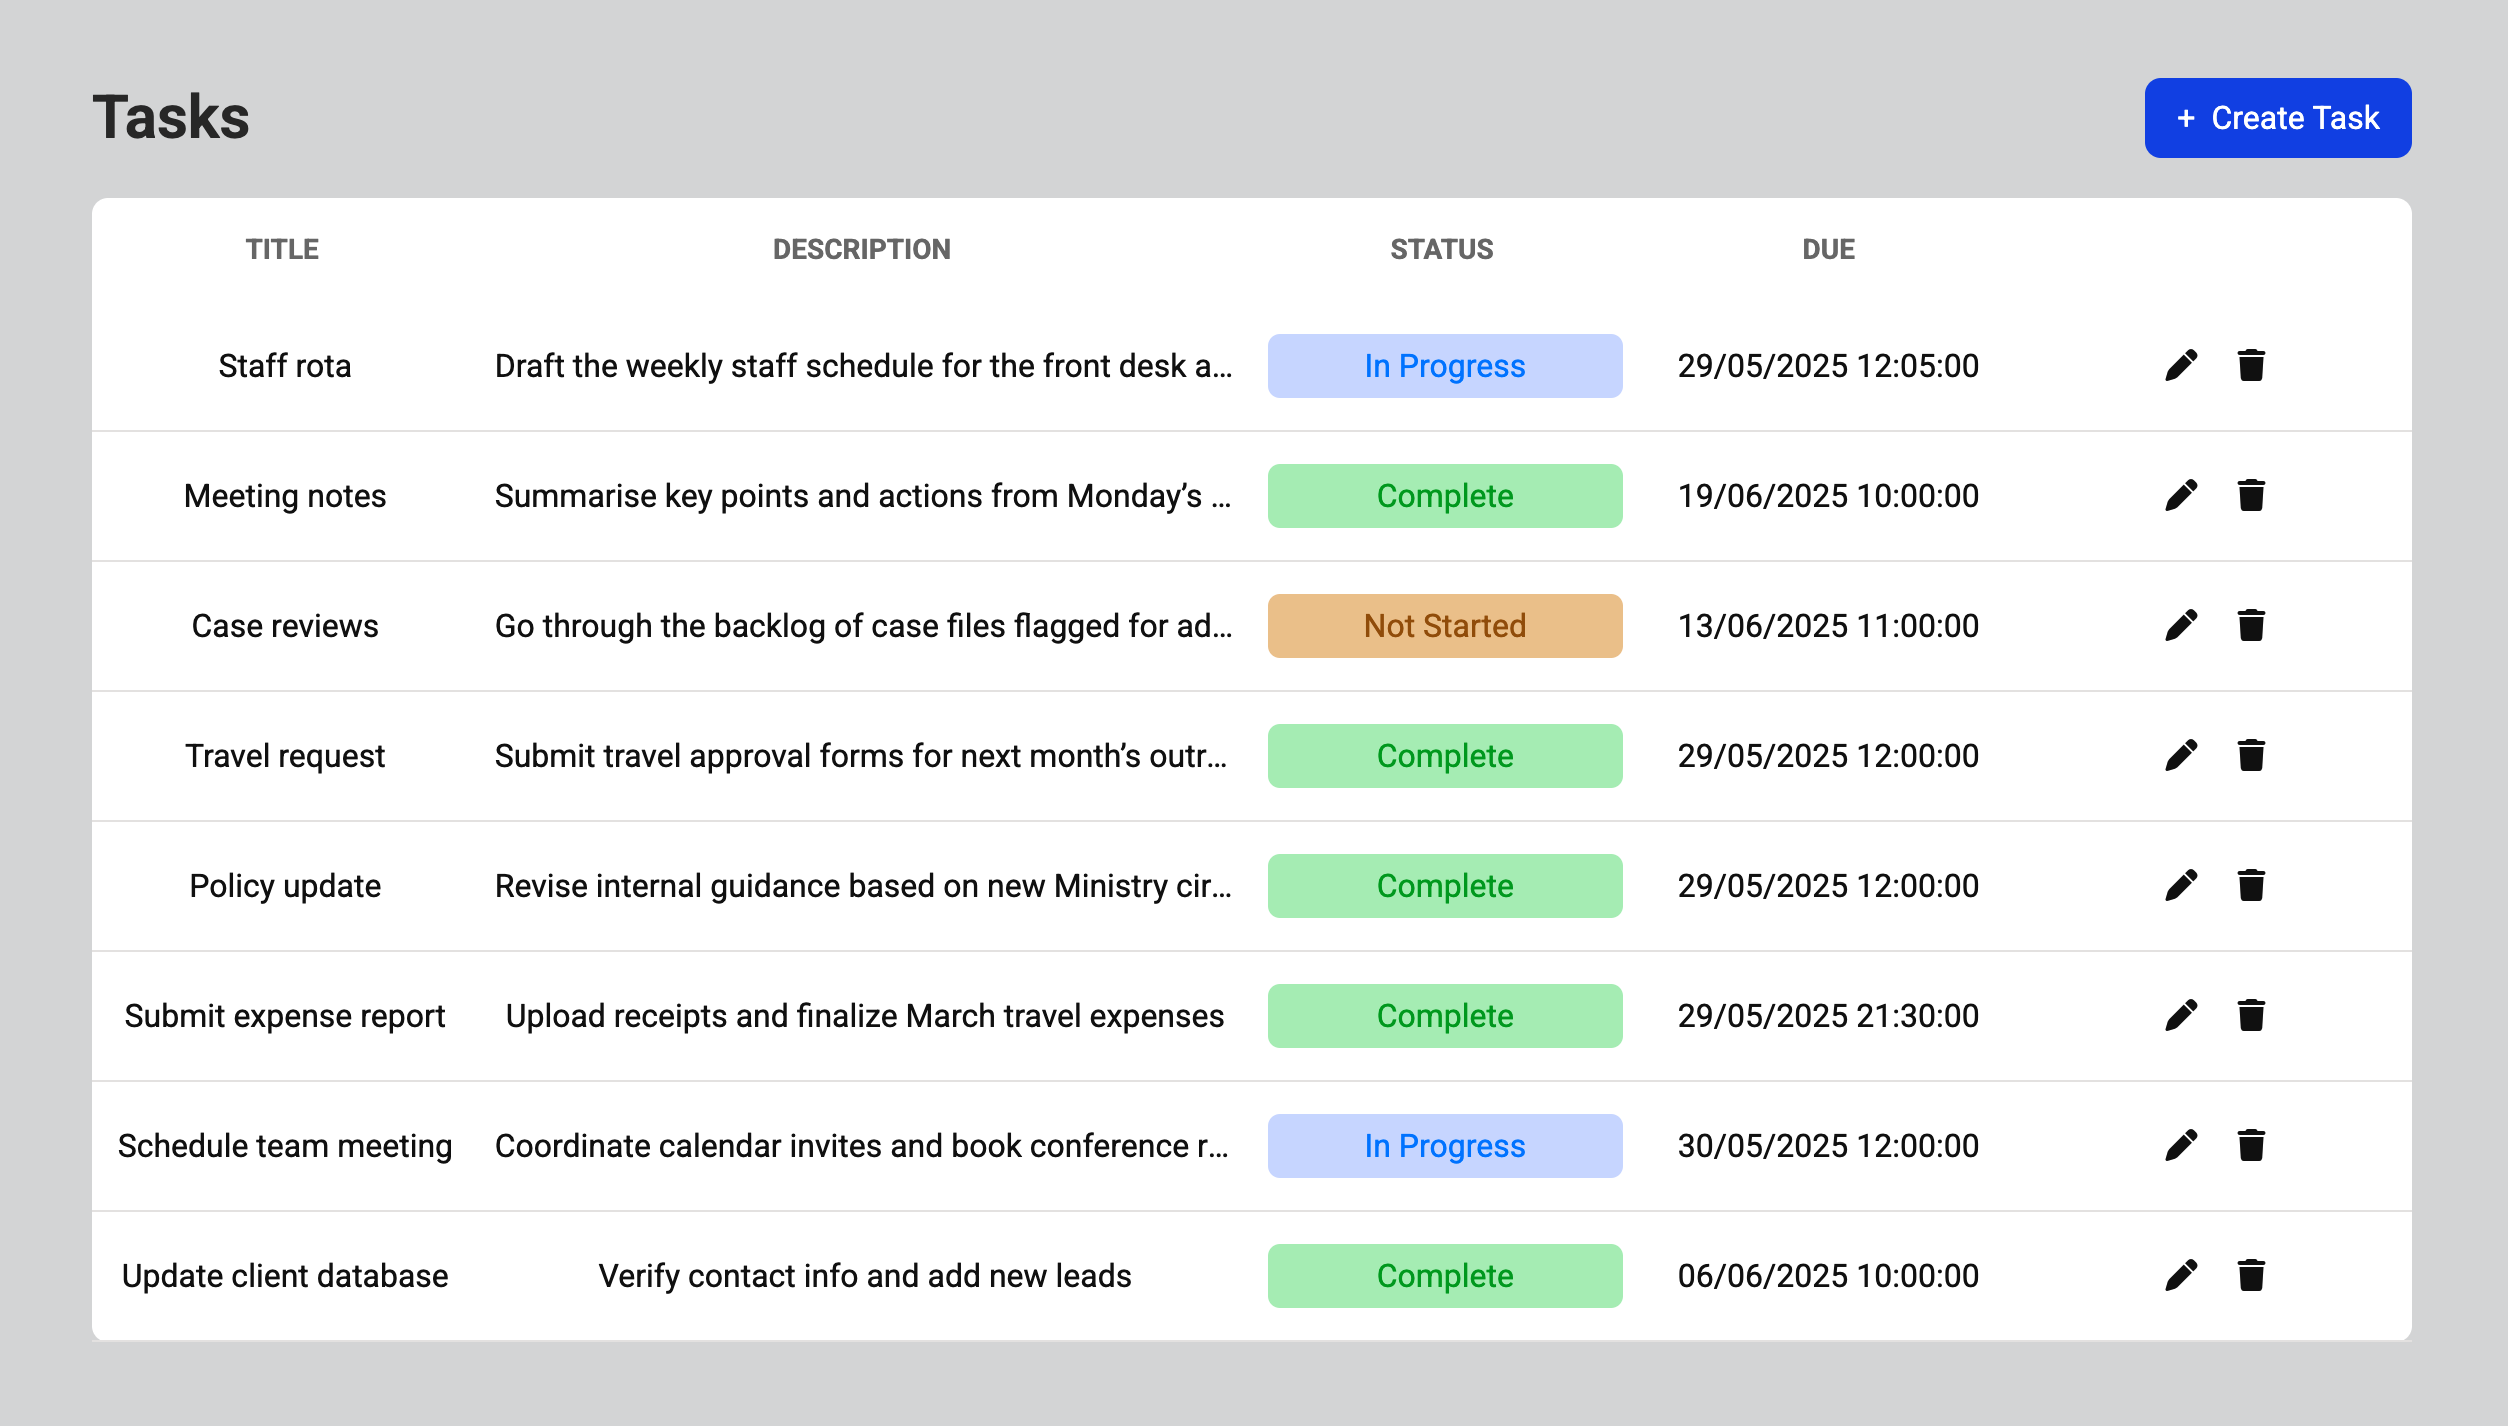 Tasks
+ Create Task
TITLE DESCRIPTION STATUS DUE
Staff rota Draft the weekly staff schedule for the front desk a... In Progress 29/05/2025 12:05:00
Meeting notes Summarise key points and actions from Monday’s ... Complete 19/06/2025 10:00:00
Case reviews Go through the backlog of case files flagged for ad... Not Started 13/06/2025 11:00:00
Travel request Submit travel approval forms for next month’s outr... Complete 29/05/2025 12:00:00
Policy update Revise internal guidance based on new Ministry cir... Complete 29/05/2025 12:00:00
Submit expense report Upload receipts and finalize March travel expenses Complete 29/05/2025 21:30:00
Schedule team meeting Coordinate calendar invites and book conference r... In Progress 30/05/2025 12:00:00
Update client database Verify contact info and add new leads Complete 06/06/2025 10:00:00